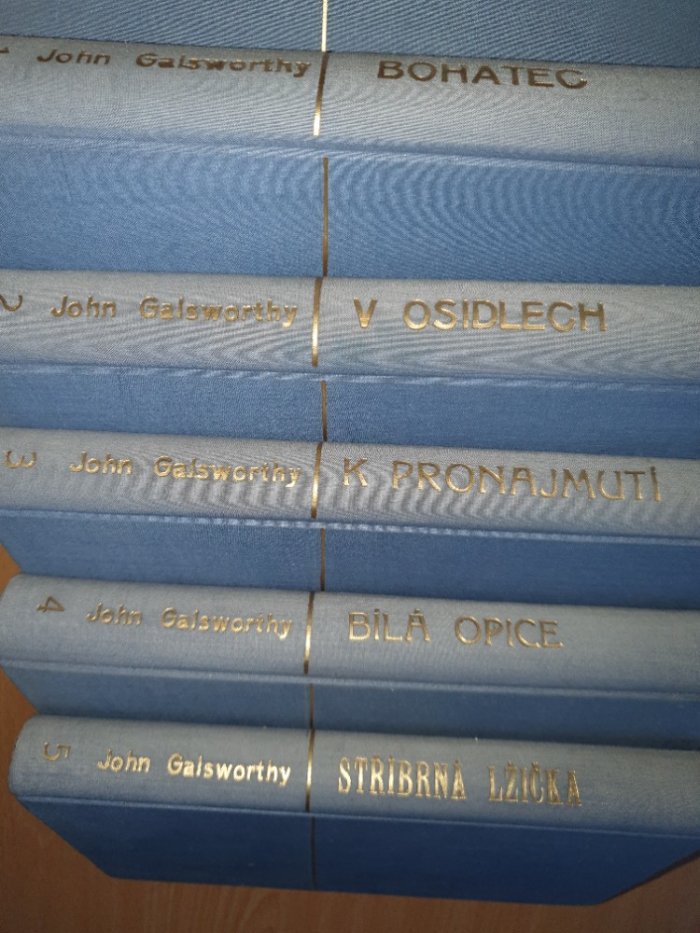 1 John Galsworthy BOHATEC
2 John Galsworthy V OSIDLECH
3 John Galsworthy K PRONAJMUTÍ
4 John Galsworthy BÍLÁ OPICE
5 John Galsworthy STŘÍBRNÁ LŽIČKA